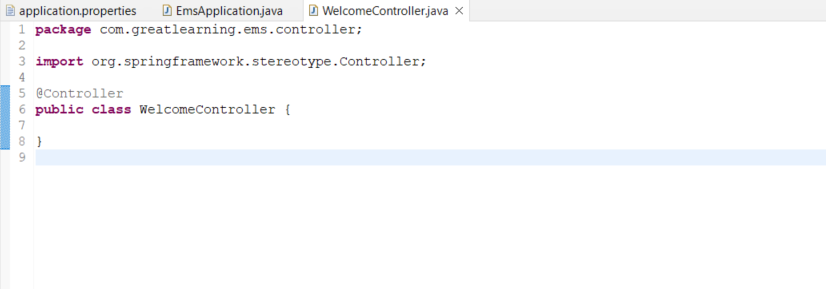 application.properties EmsApplication.java WelcomeController.java
1 package com.greatlearning.ems.controller;
2
3 import org.springframework.stereotype.Controller;
4
5 @Controller
6 public class WelcomeController {
7
8 }
9